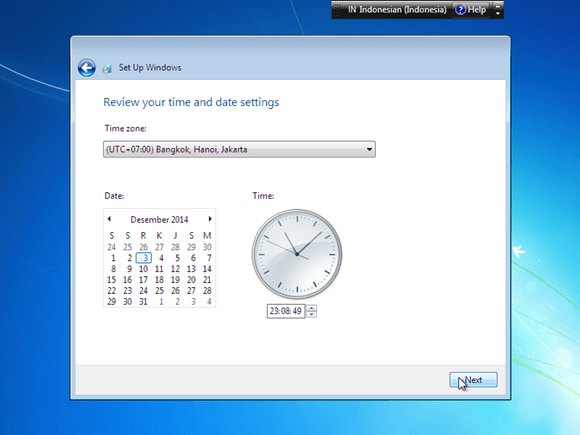 IN Indonesian (Indonesia) ? Help
Set Up Windows
Review your time and date settings
Time zone:
(UTC+07:00) Bangkok, Hanoi, Jakarta
Date:
Time:
Desember 2014
S S R K J S M
24 25 26 27 28 29 30
1 2 3 4 5 6 7
8 9 10 11 12 13 14
15 16 17 18 19 20 21
22 23 24 25 26 27 28
29 30 31 1 2 3 4
23:08:49
Next